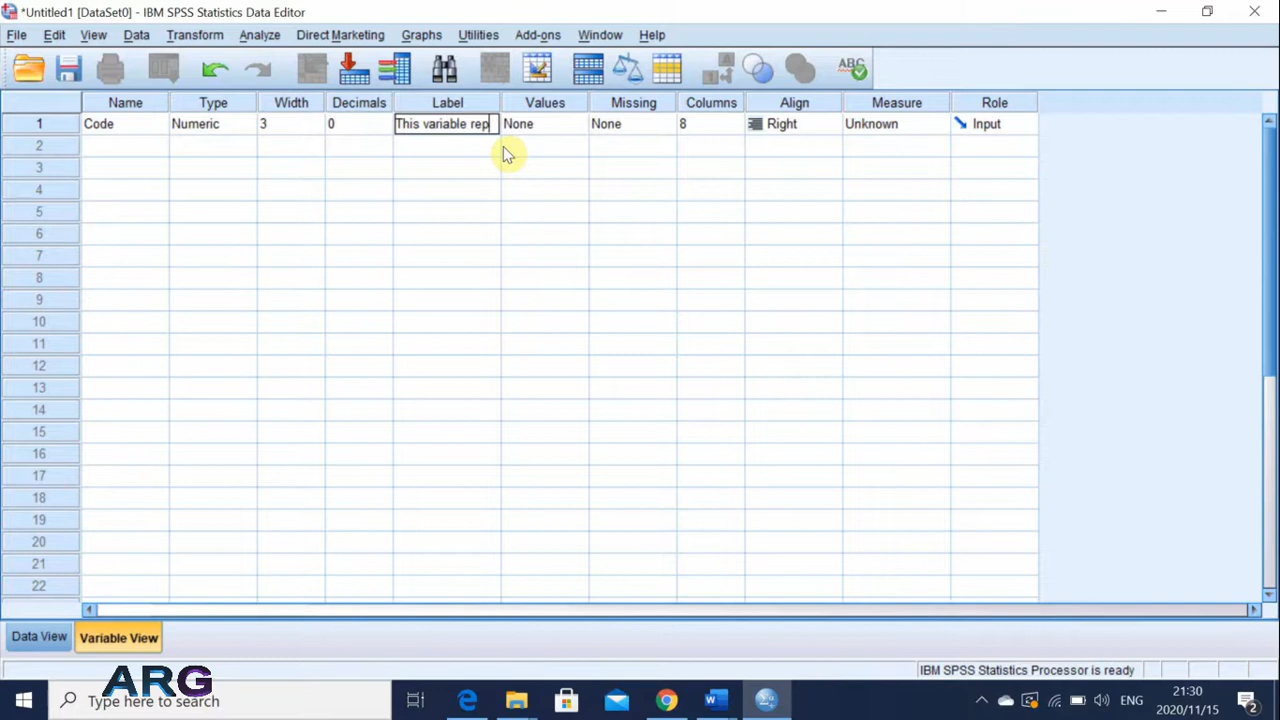 *Untitled1 [DataSet0] - IBM SPSS Statistics Data Editor
File Edit View Data Transform Analyze Direct Marketing Graphs Utilities Add-ons Window Help
ABC
Name Type Width Decimals Label Values Missing Columns Align Measure Role
1 Code Numeric 3 0 This variable rep None None 8 Right Unknown Input
2
3
4
5
6
7
8
9
10
11
12
13
14
15
16
17
18
19
20
21
22
Data View Variable View
IBM SPSS Statistics Processor is ready
ARG
Type here to search
ENG
21:30
2020/11/15
2